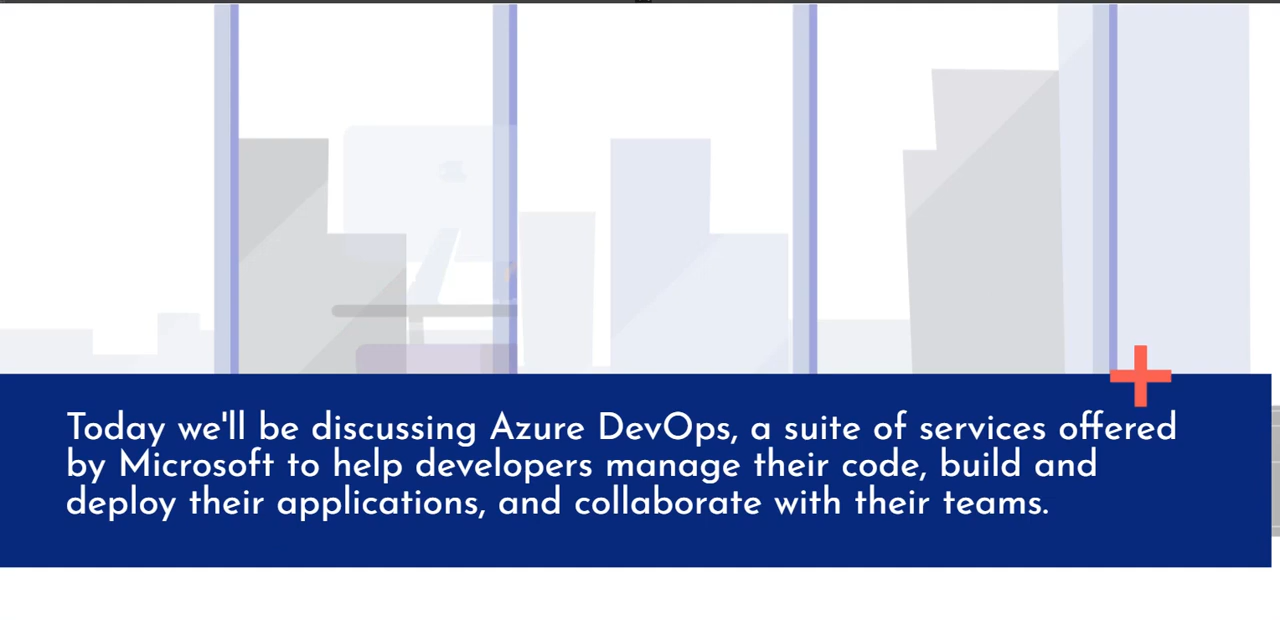 Today we'll be discussing Azure DevOps, a suite of services offered
by Microsoft to help developers manage their code, build and
deploy their applications, and collaborate with their teams.